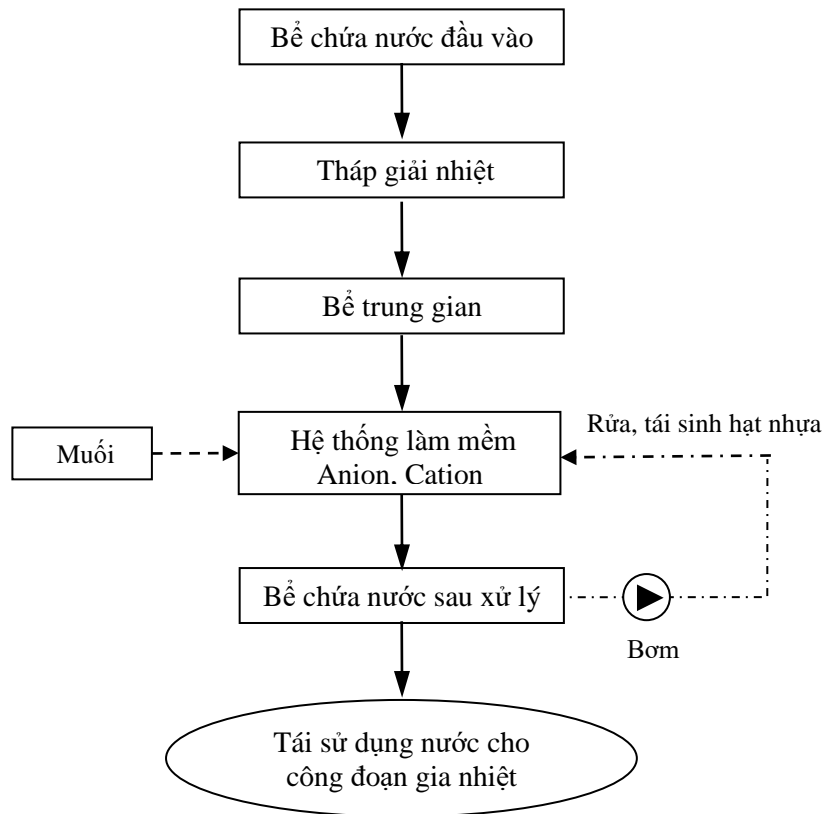 Bể chứa nước đầu vào
Tháp giải nhiệt
Bể trung gian
Rửa, tái sinh hạt nhựa
Muối
Hệ thống làm mềm
Anion, Cation
Bể chứa nước sau xử lý
Bơm
Tái sử dụng nước cho
công đoạn gia nhiệt